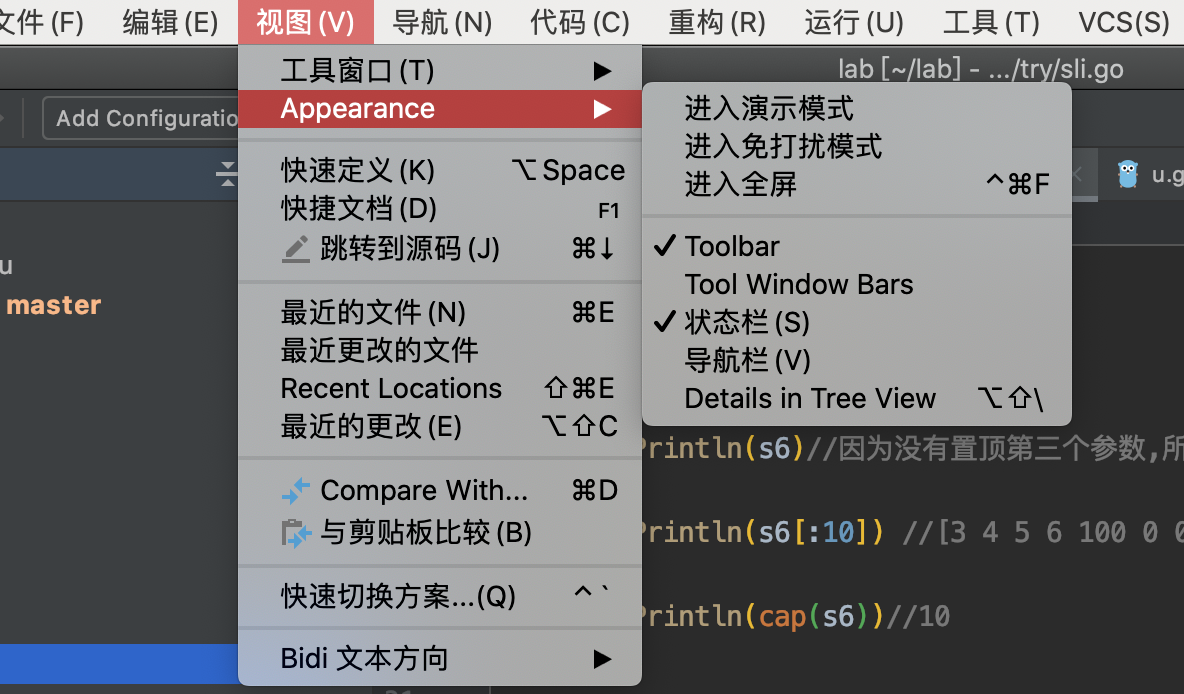 文件 (F) 编辑 (E) 视图 (V) 导航 (N) 代码 (C) 重构 (R) 运行 (U) 工具 (T) VCS(S)
lab [~/lab] - .../try/sli.go
Add Configuratio
工具窗口 (T) ▶
Appearance ▶
快速定义 (K) ⌥ Space
快捷文档 (D) F1
跳转到源码 (J) ⌘↓
最近的文件 (N) ⌘E
最近更改的文件
Recent Locations ⇧⌘E
最近的更改 (E) ⌥⇧C
Compare With... ⌘D
与剪贴板比较 (B)
快速切换方案...(Q) ^`
Bidi 文本方向 ▶
进入演示模式
进入免打扰模式
进入全屏 ^⌘F
✓ Toolbar
Tool Window Bars
✓ 状态栏 (S)
导航栏 (V)
Details in Tree View ⌥⇧\
u.g
u
master
Println(s6)//因为没有置顶第三个参数,所
Println(s6[:10]) //[3 4 5 6 100 0 0
Println(cap(s6))//10